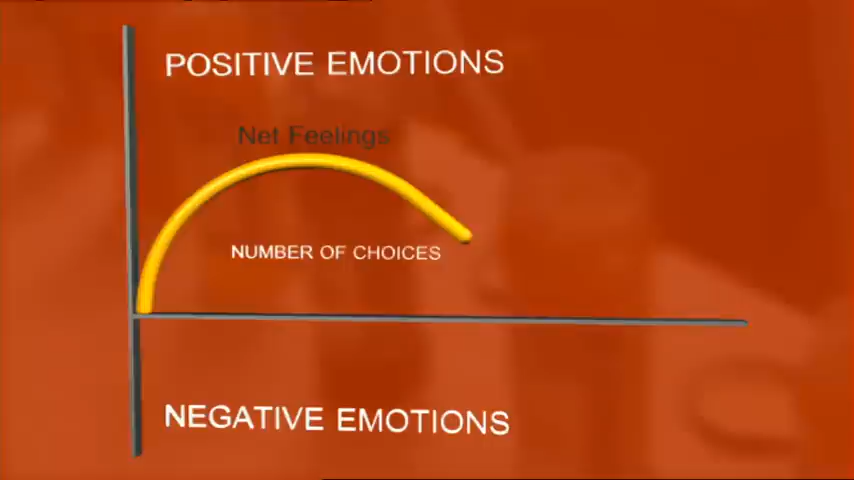 POSITIVE EMOTIONS
Net Feelings
NUMBER OF CHOICES
NEGATIVE EMOTIONS